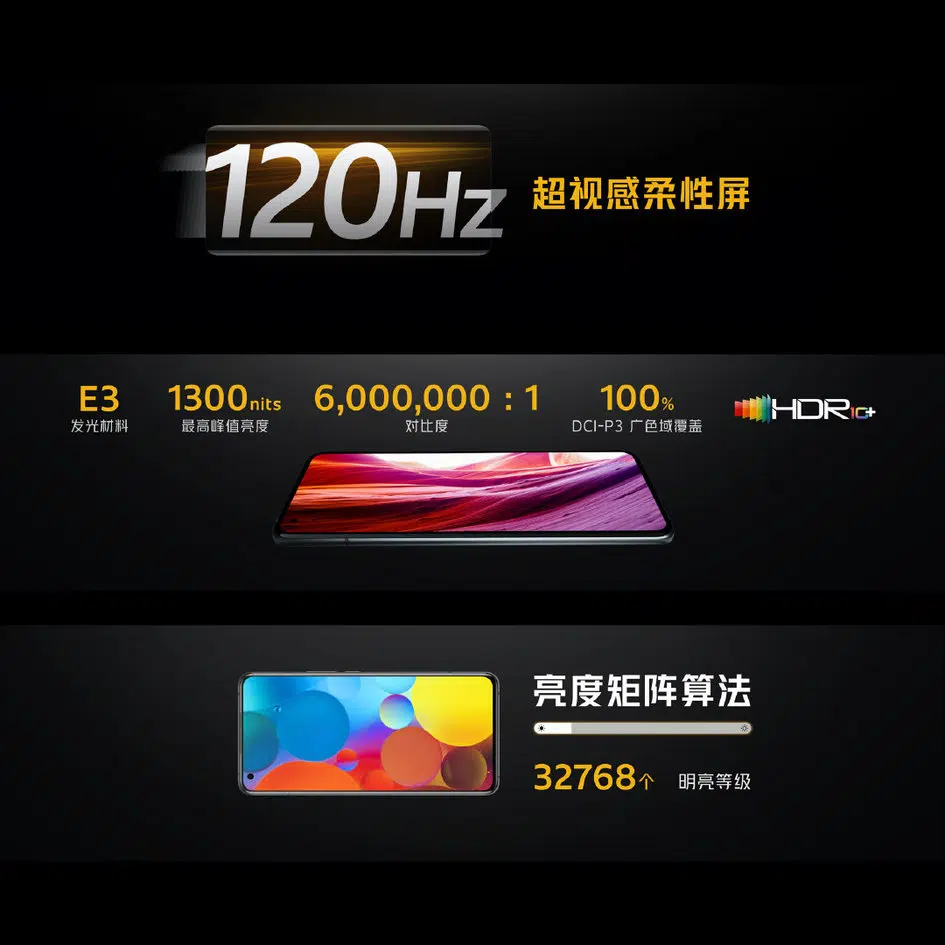 120Hz 超视感柔性屏
E3 1300nits 6,000,000 : 1 100% HDR10+
发光材料 最高峰值亮度 对比度 DCI-P3 广色域覆盖
亮度矩阵算法
32768个 明亮等级